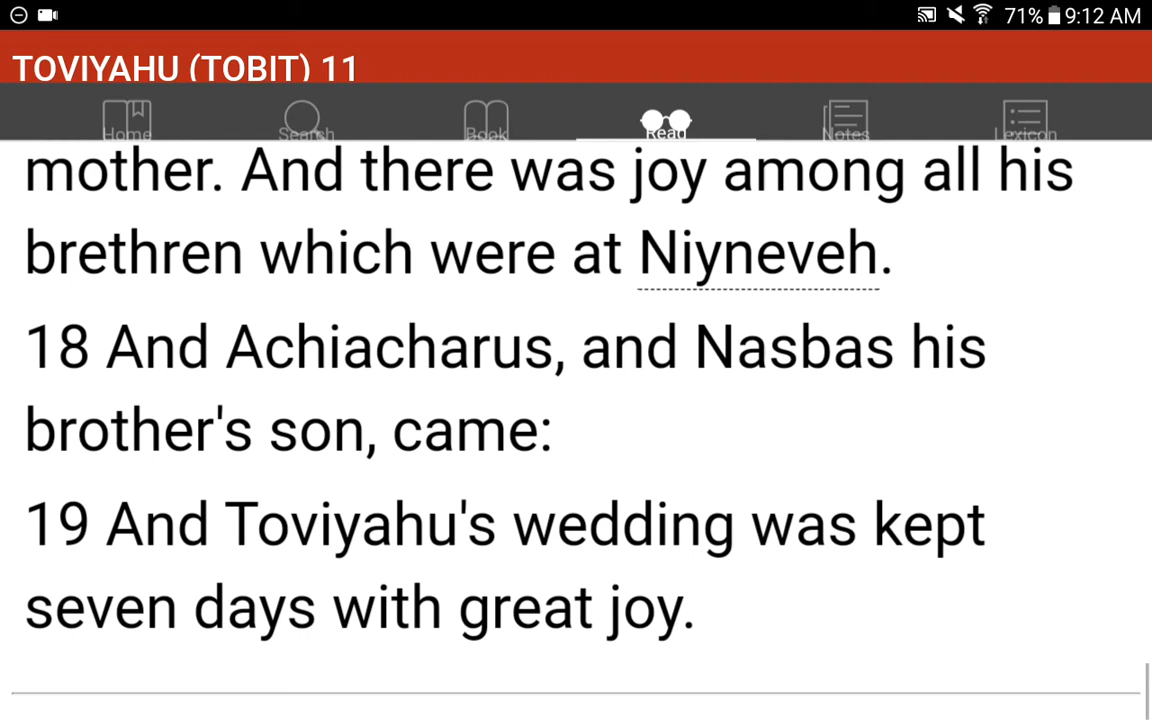 71% 9:12 AM
TOVIYAHU (TOBIT) 11
Home Search Book Read Notes Lexicon
mother. And there was joy among all his
brethren which were at Niyneveh.
18 And Achiacharus, and Nasbas his
brother's son, came:
19 And Toviyahu's wedding was kept
seven days with great joy.